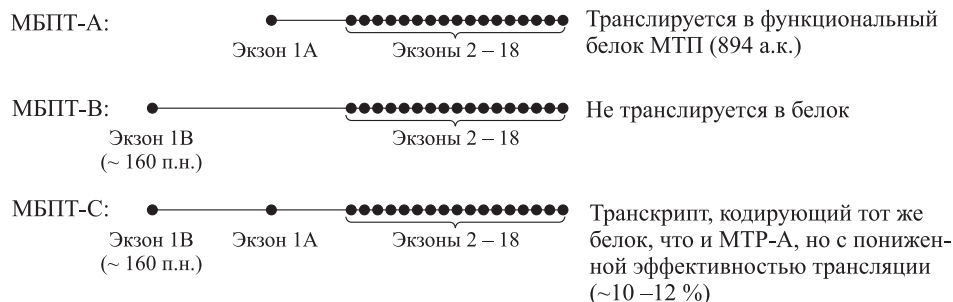 МБПТ-А:
Экзон 1А
Экзоны 2 – 18
Транслируется в функциональный
белок МТП (894 а.к.)
МБПТ-В:
Экзон 1В
(~ 160 п.н.)
Экзоны 2 – 18
Не транслируется в белок
МБПТ-С:
Экзон 1В
(~ 160 п.н.)
Экзон 1А
Экзоны 2 – 18
Транскрипт, кодирующий тот же
белок, что и МТР-А, но с понижен-
ной эффективностью трансляции
(~10 –12 %)